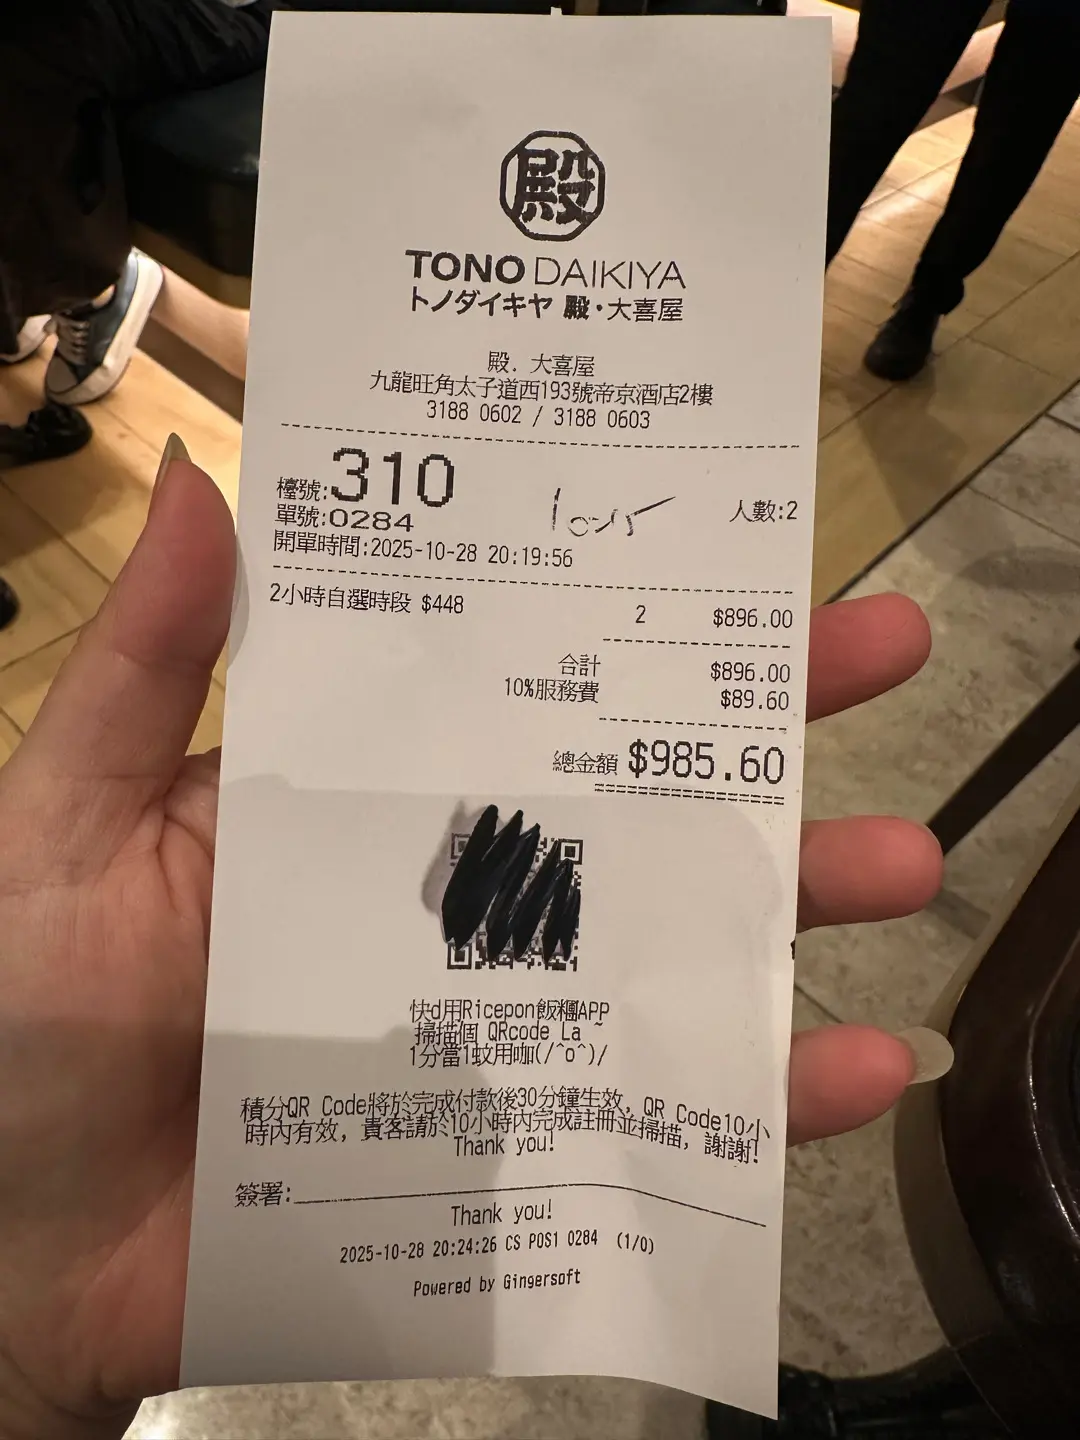 殿
TONO DAIKIYA
トノダイキヤ 殿・大喜屋
殿. 大喜屋
九龍旺角太子道西193號帝京酒店2樓
3188 0602 / 3188 0603
檯號:310
人數:2
單號:0284
開單時間:2025-10-28 20:19:56
2小時自選時段 $448 2 $896.00
合計 $896.00
10%服務費 $89.60
總金額 $985.60
快d用Ricepon飯糰APP
掃描個 QRcode La ~
1分當1蚊用咖(/^o^)/
積分QR Code將於完成付款後30分鐘生效, QR Code10小
時內有效, 貴客請於10小時內完成註冊並掃描, 謝謝!
Thank you!
簽署:
Thank you!
2025-10-28 20:24:26 CS POS1 0284 (1/0)
Powered by Gingersoft